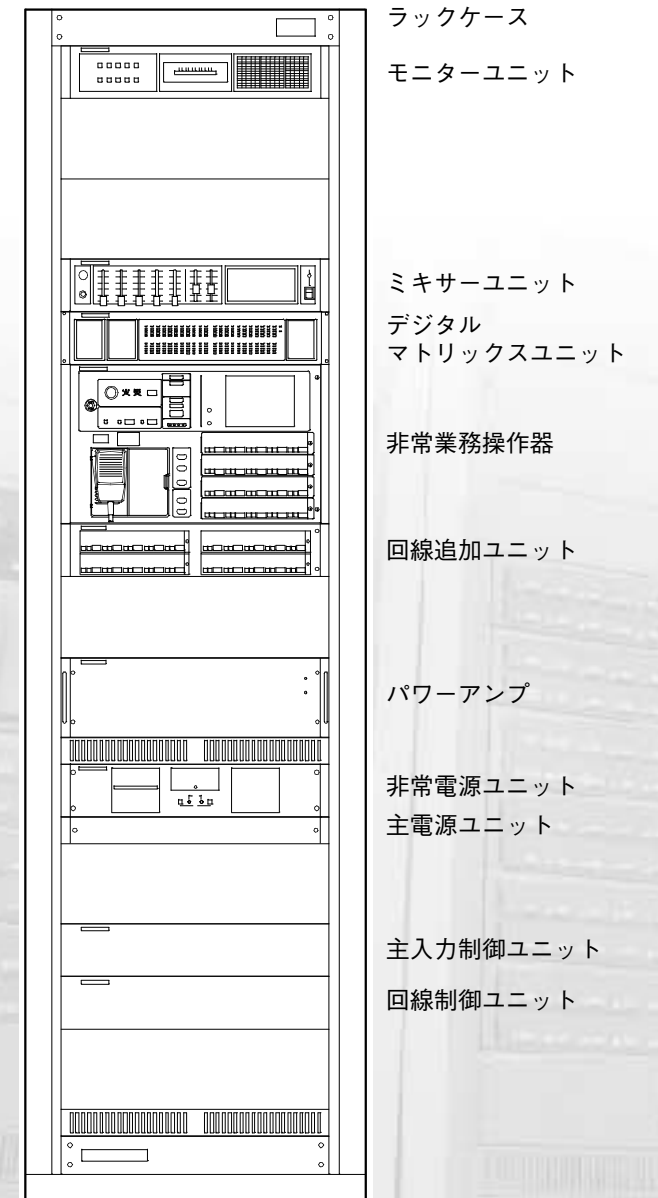 ラックケース
モニターユニット
ミキサーユニット
デジタル
マトリックスユニット
火災
非常業務操作器
回線追加ユニット
パワーアンプ
非常電源ユニット
主電源ユニット
主入力制御ユニット
回線制御ユニット